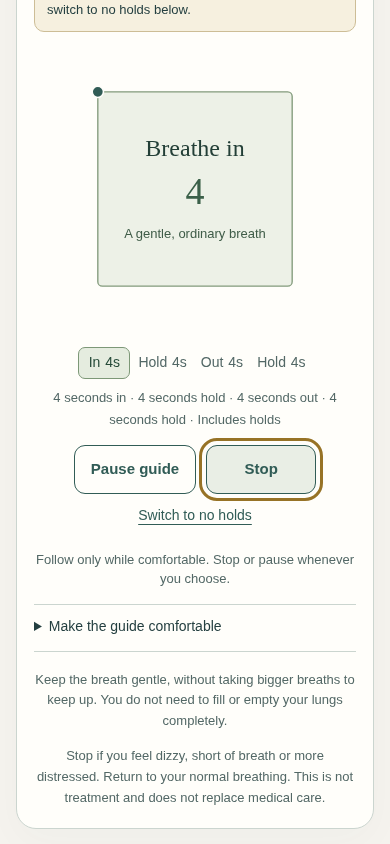 switch to no holds below.
Breathe in
4
A gentle, ordinary breath
In 4s Hold 4s Out 4s Hold 4s
4 seconds in · 4 seconds hold · 4 seconds out · 4
seconds hold · Includes holds
Pause guide Stop
Switch to no holds
Follow only while comfortable. Stop or pause whenever
you choose.
Make the guide comfortable
Keep the breath gentle, without taking bigger breaths to
keep up. You do not need to fill or empty your lungs
completely.
Stop if you feel dizzy, short of breath or more
distressed. Return to your normal breathing. This is not
treatment and does not replace medical care.